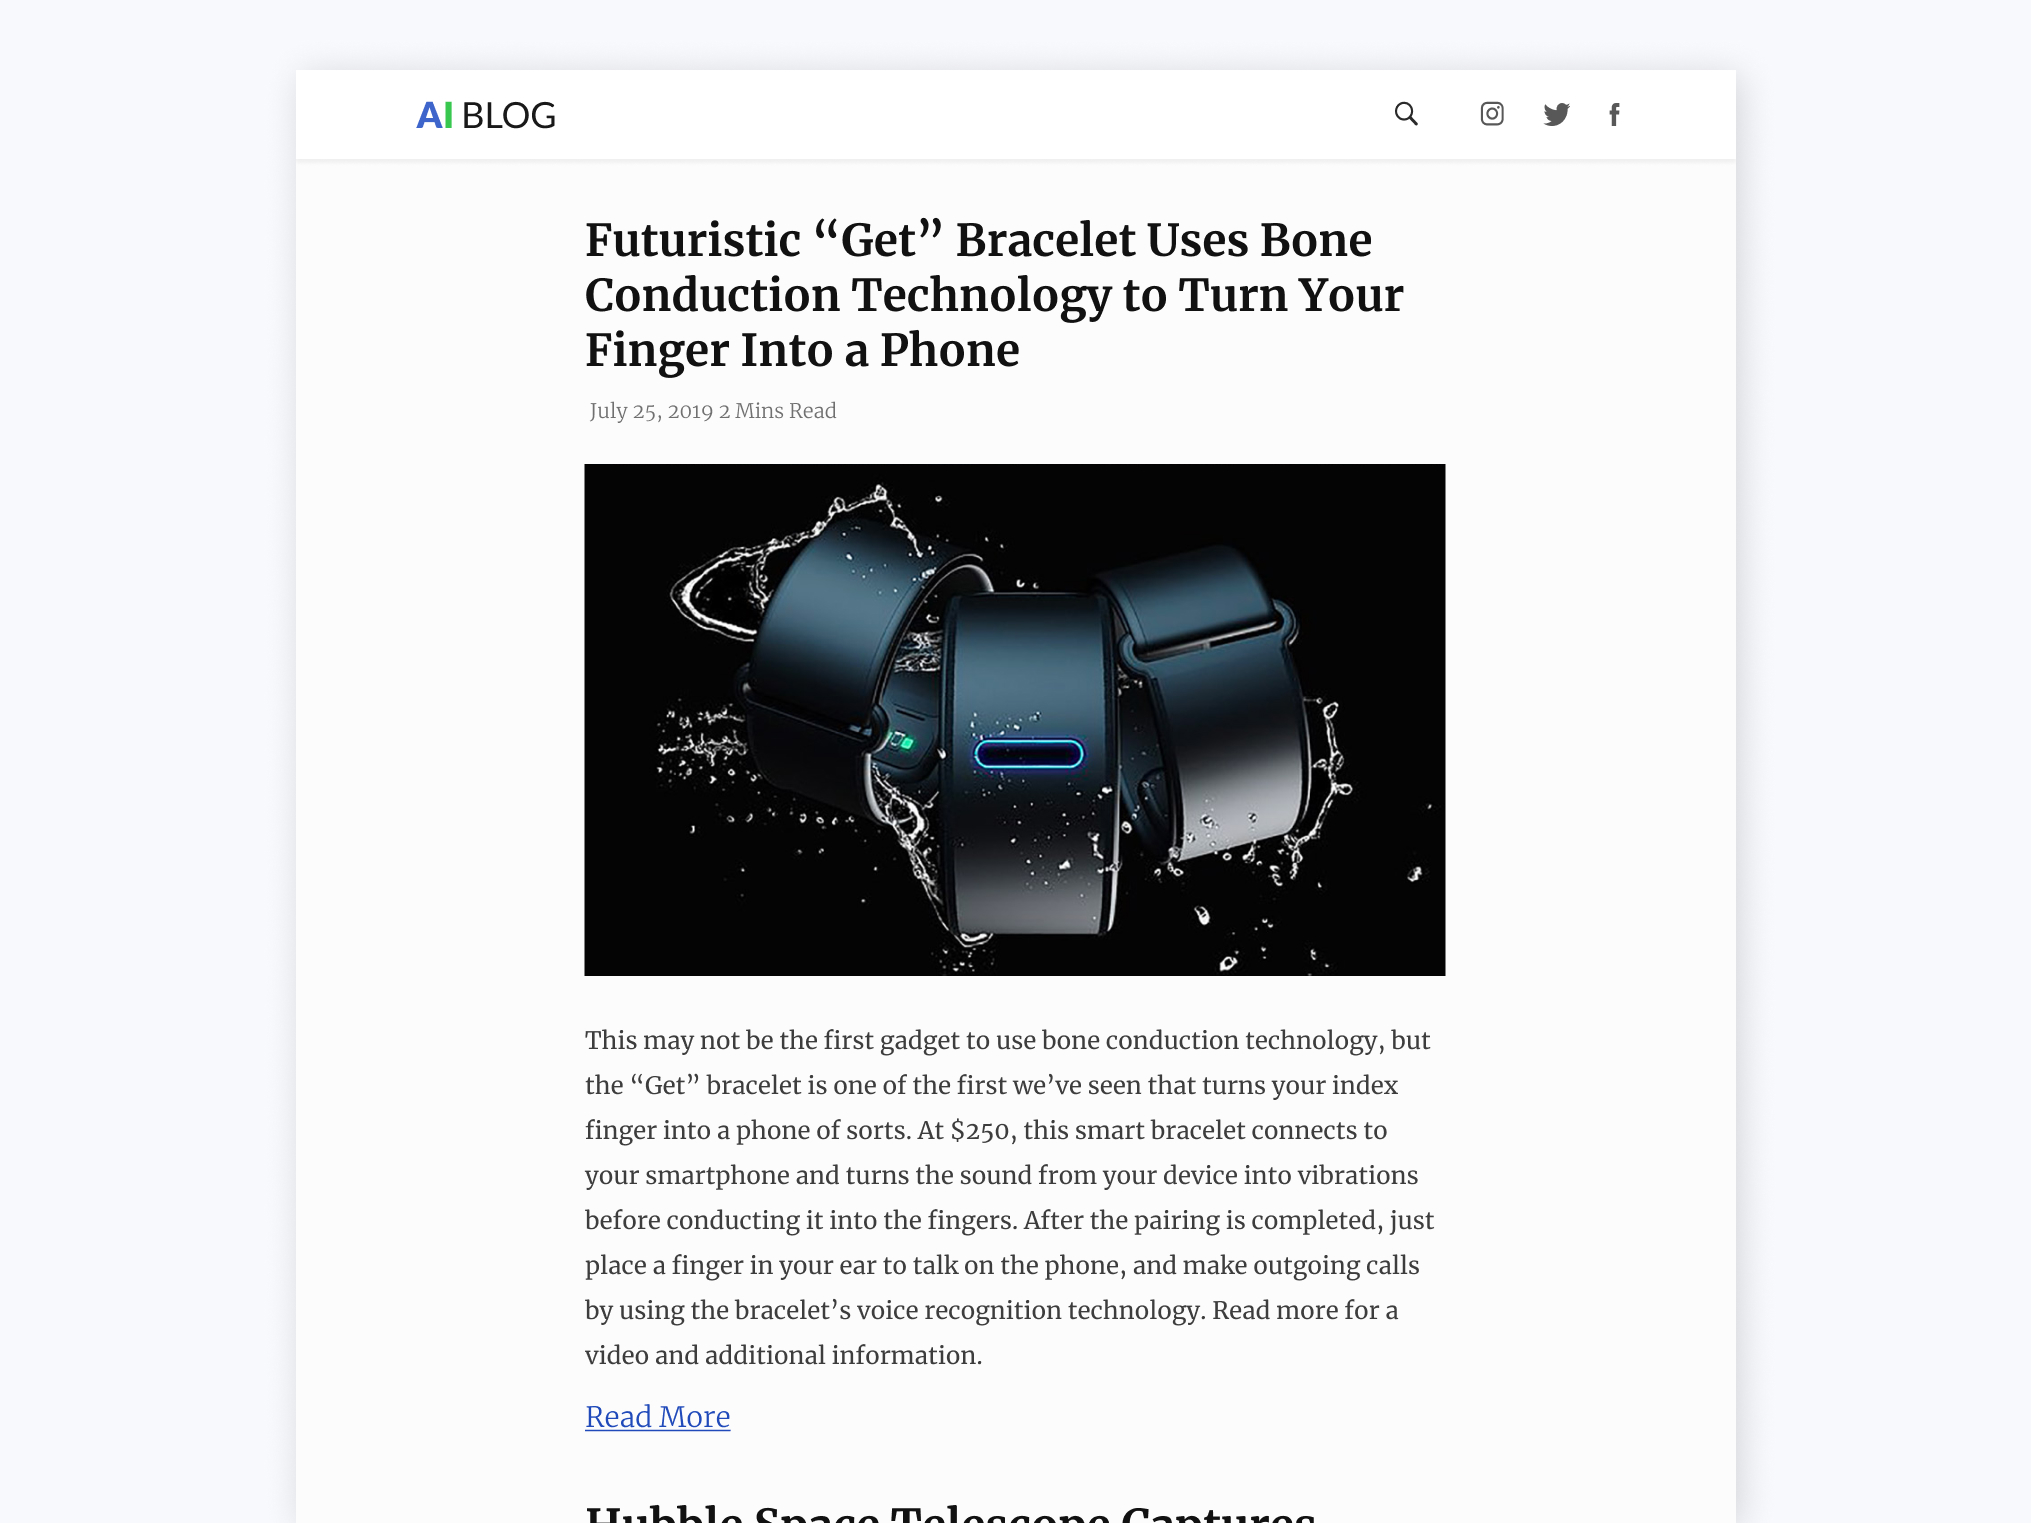 AI BLOG
Futuristic “Get” Bracelet Uses Bone
Conduction Technology to Turn Your
Finger Into a Phone
July 25, 2019 2 Mins Read
This may not be the first gadget to use bone conduction technology, but
the “Get” bracelet is one of the first we’ve seen that turns your index
finger into a phone of sorts. At $250, this smart bracelet connects to
your smartphone and turns the sound from your device into vibrations
before conducting it into the fingers. After the pairing is completed, just
place a finger in your ear to talk on the phone, and make outgoing calls
by using the bracelet’s voice recognition technology. Read more for a
video and additional information.
Read More
Hubble Space Telescope Captures